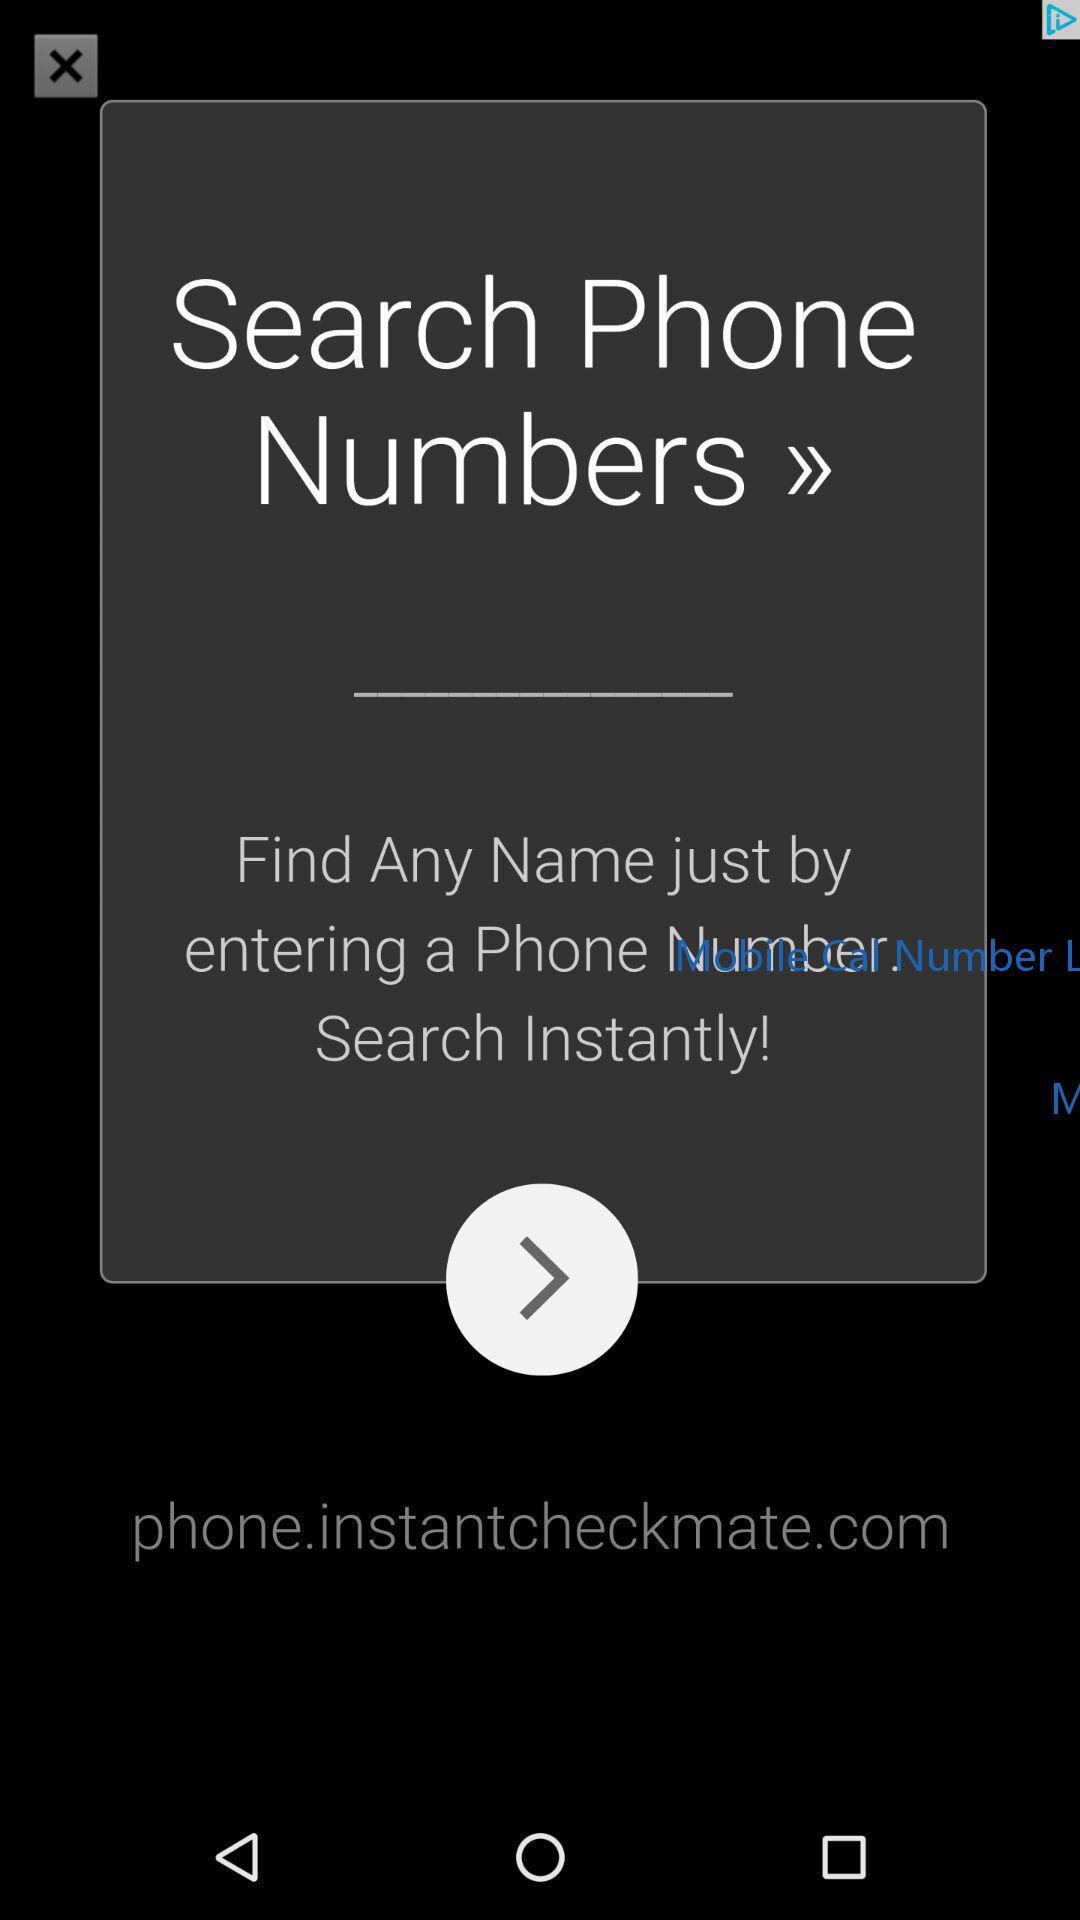 Search Phone
Numbers »
Find Any Name just by
entering a Phone Number.
Search Instantly!
Mobile Cal Number L
M
phone.instantcheckmate.com